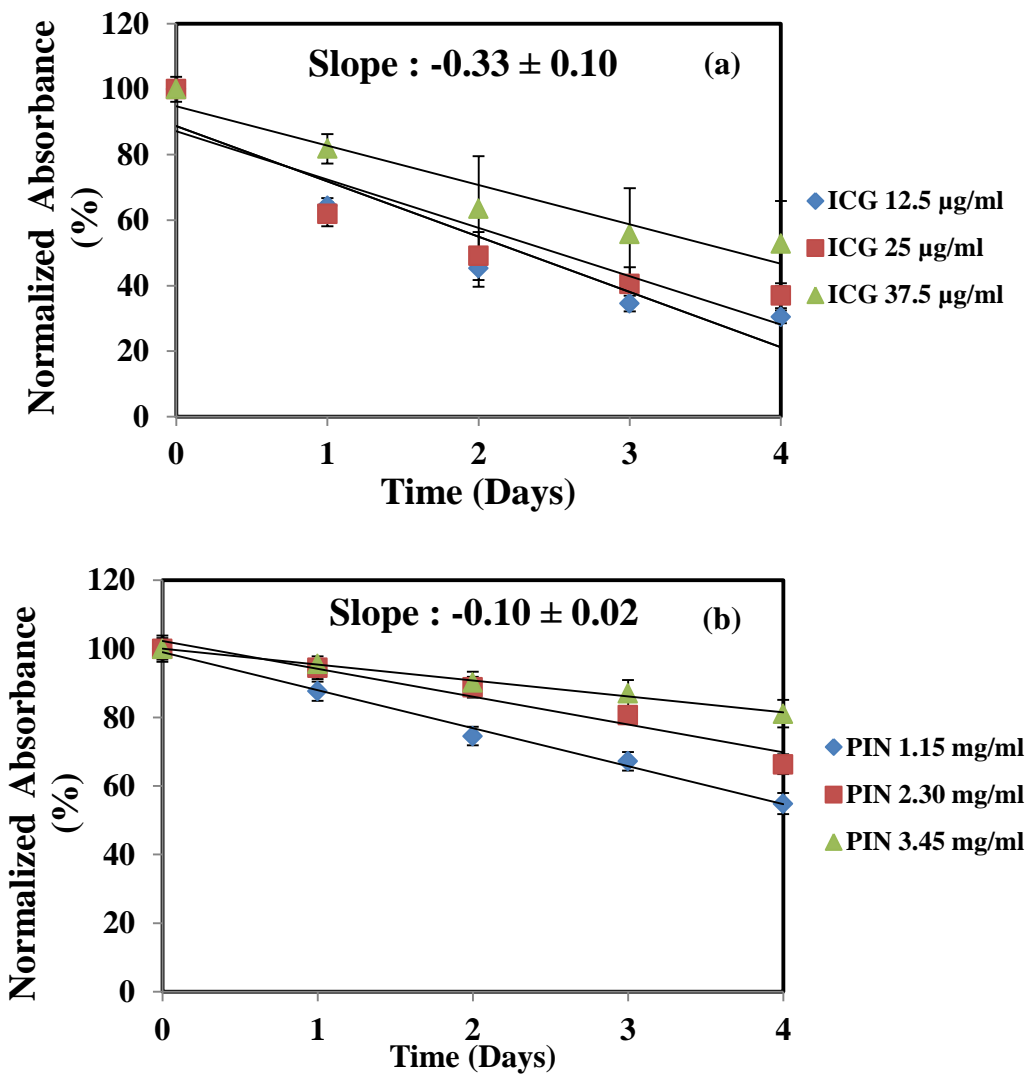 Slope : -0.33 ± 0.10
(a)
Normalized Absorbance
(%)
120
100
80
60
40
20
0
0 1 2 3 4
Time (Days)
ICG 12.5 µg/ml
ICG 25 µg/ml
ICG 37.5 µg/ml
Slope : -0.10 ± 0.02
(b)
Normalized Absorbance
(%)
120
100
80
60
40
20
0
0 1 2 3 4
Time (Days)
PIN 1.15 mg/ml
PIN 2.30 mg/ml
PIN 3.45 mg/ml